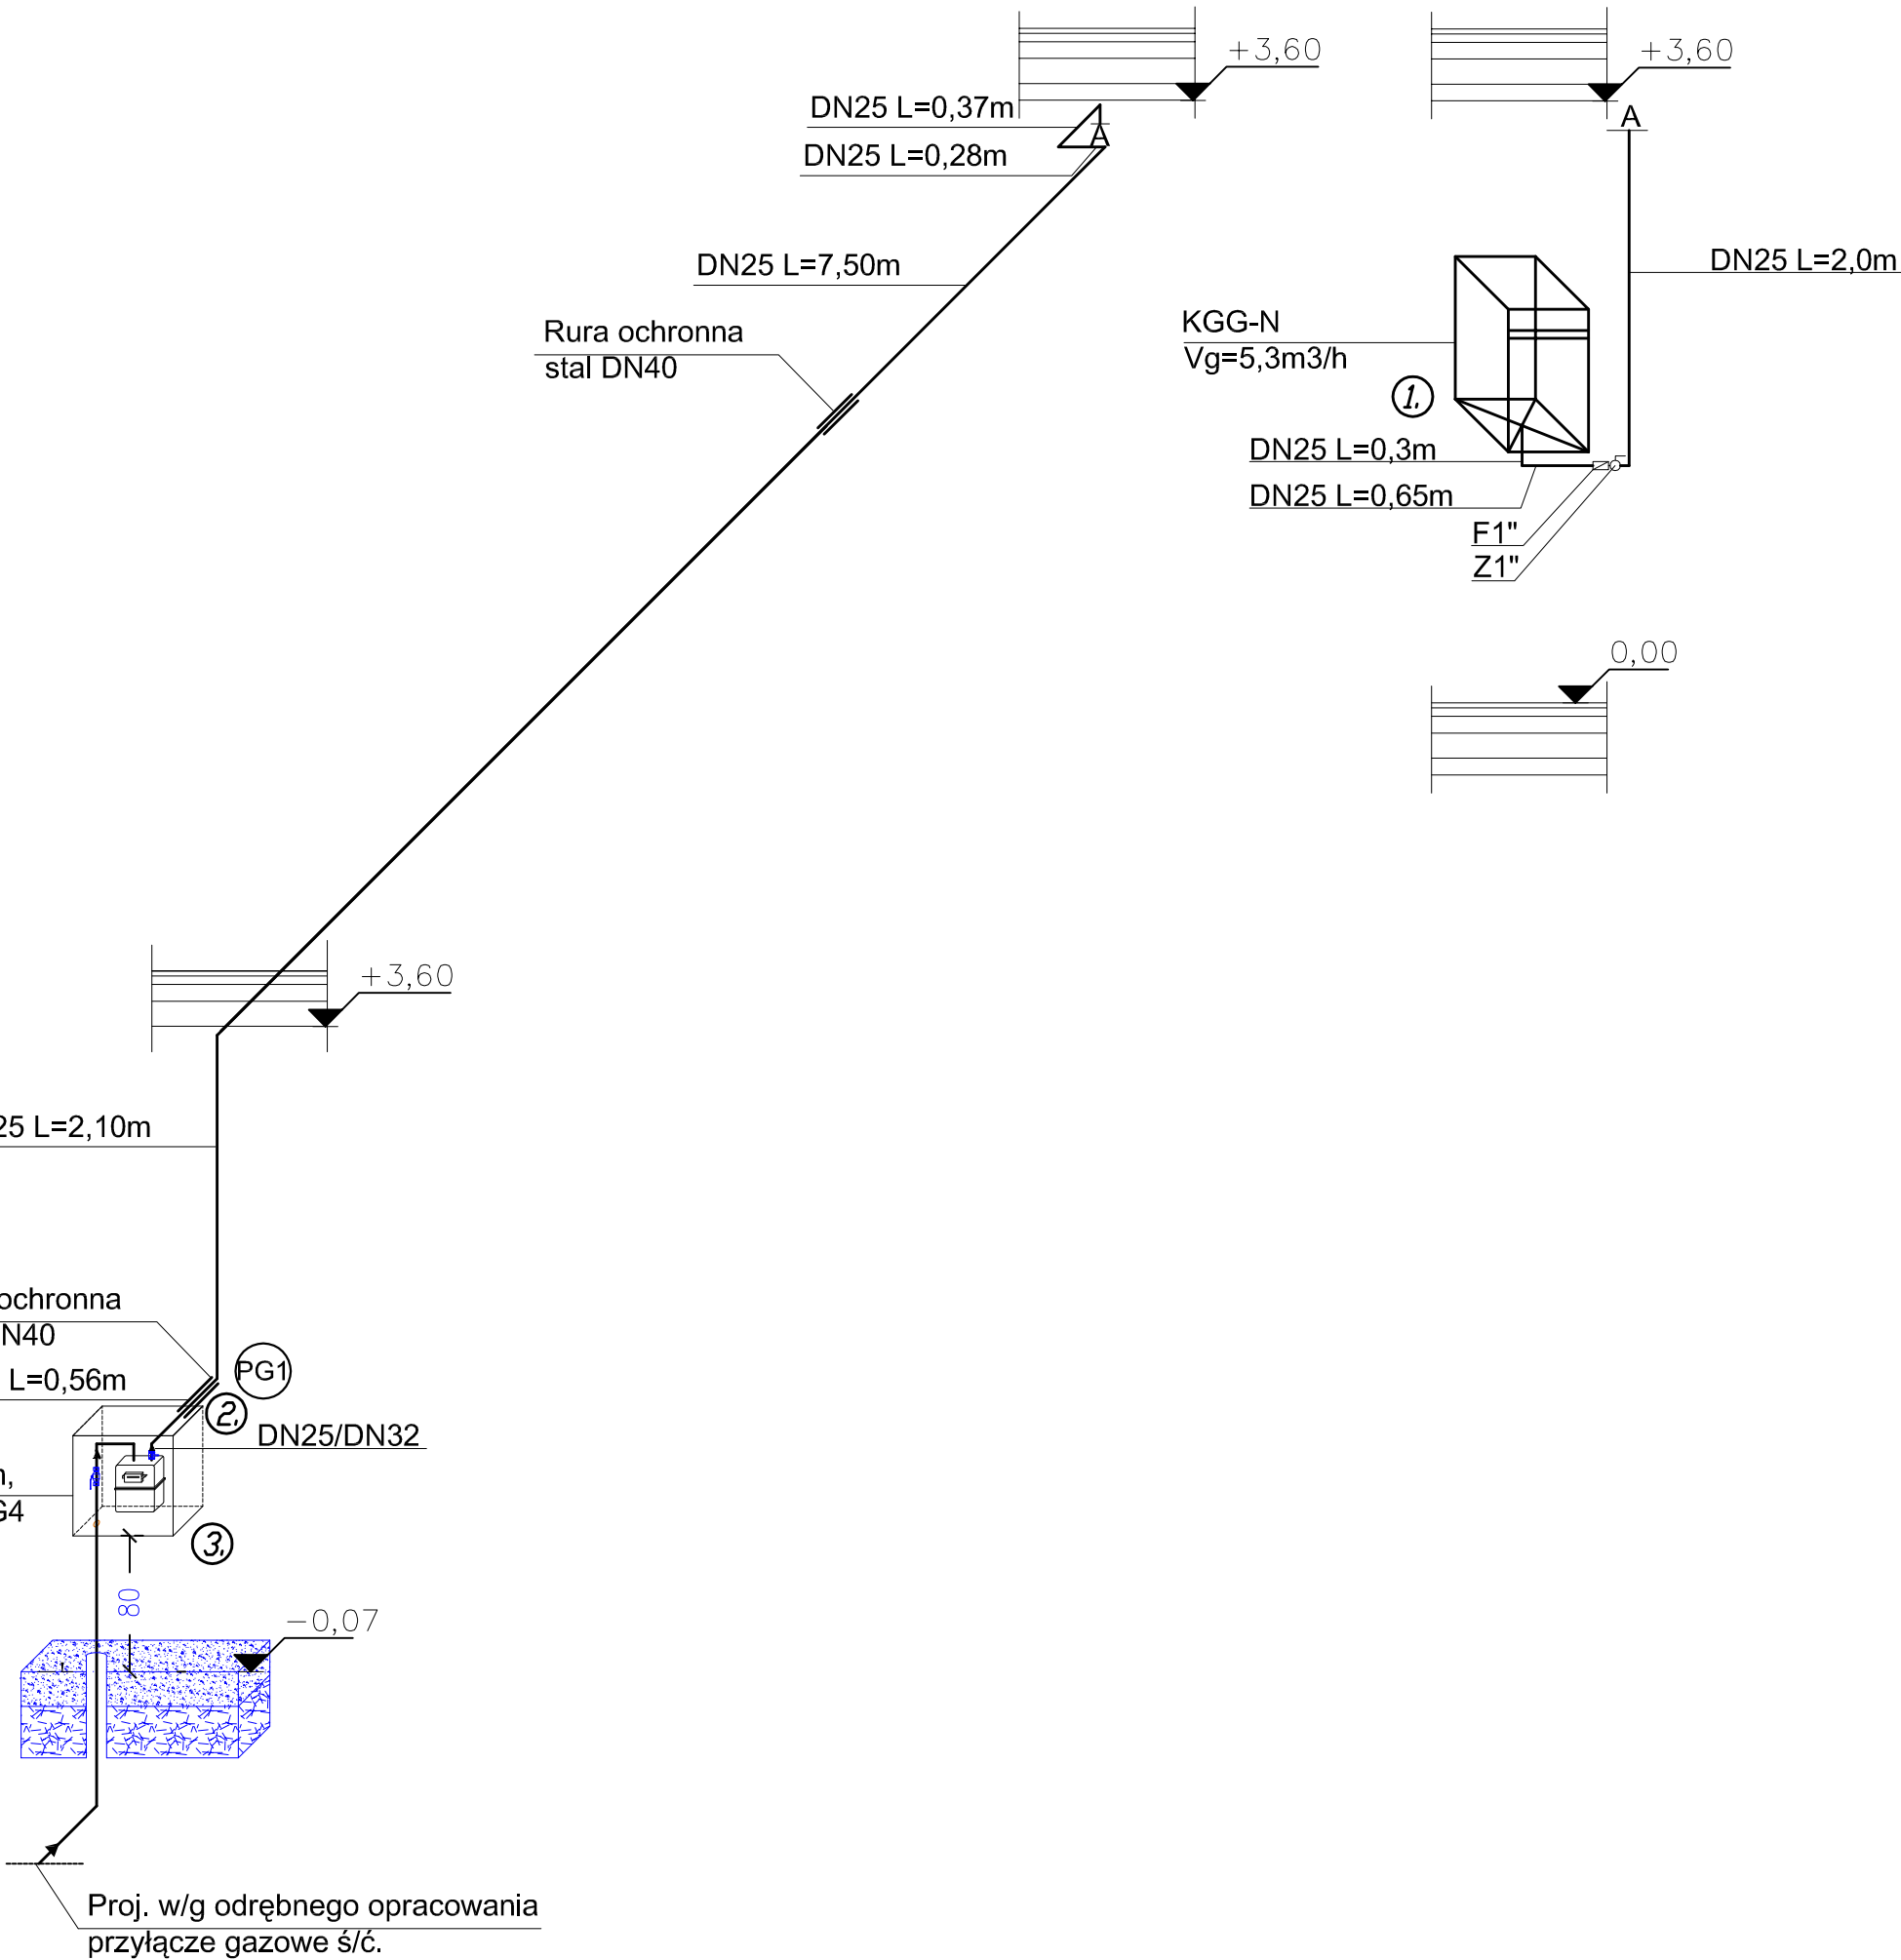 +3,60
+3,60
DN25 L=0,37m
A
A
DN25 L=0,28m
DN25 L=7,50m
DN25 L=2,0m
Rura ochronna
stal DN40
KGG-N
Vg=5,3m3/h
1.
DN25 L=0,3m
DN25 L=0,65m
F1"
Z1"
0,00
+3,60
25 L=2,10m
ochronna
N40
PG1
L=0,56m
2.
DN25/DN32
n,
G4
3.
80
-0,07
Proj. w/g odrębnego opracowania
przyłącze gazowe ś/ć.